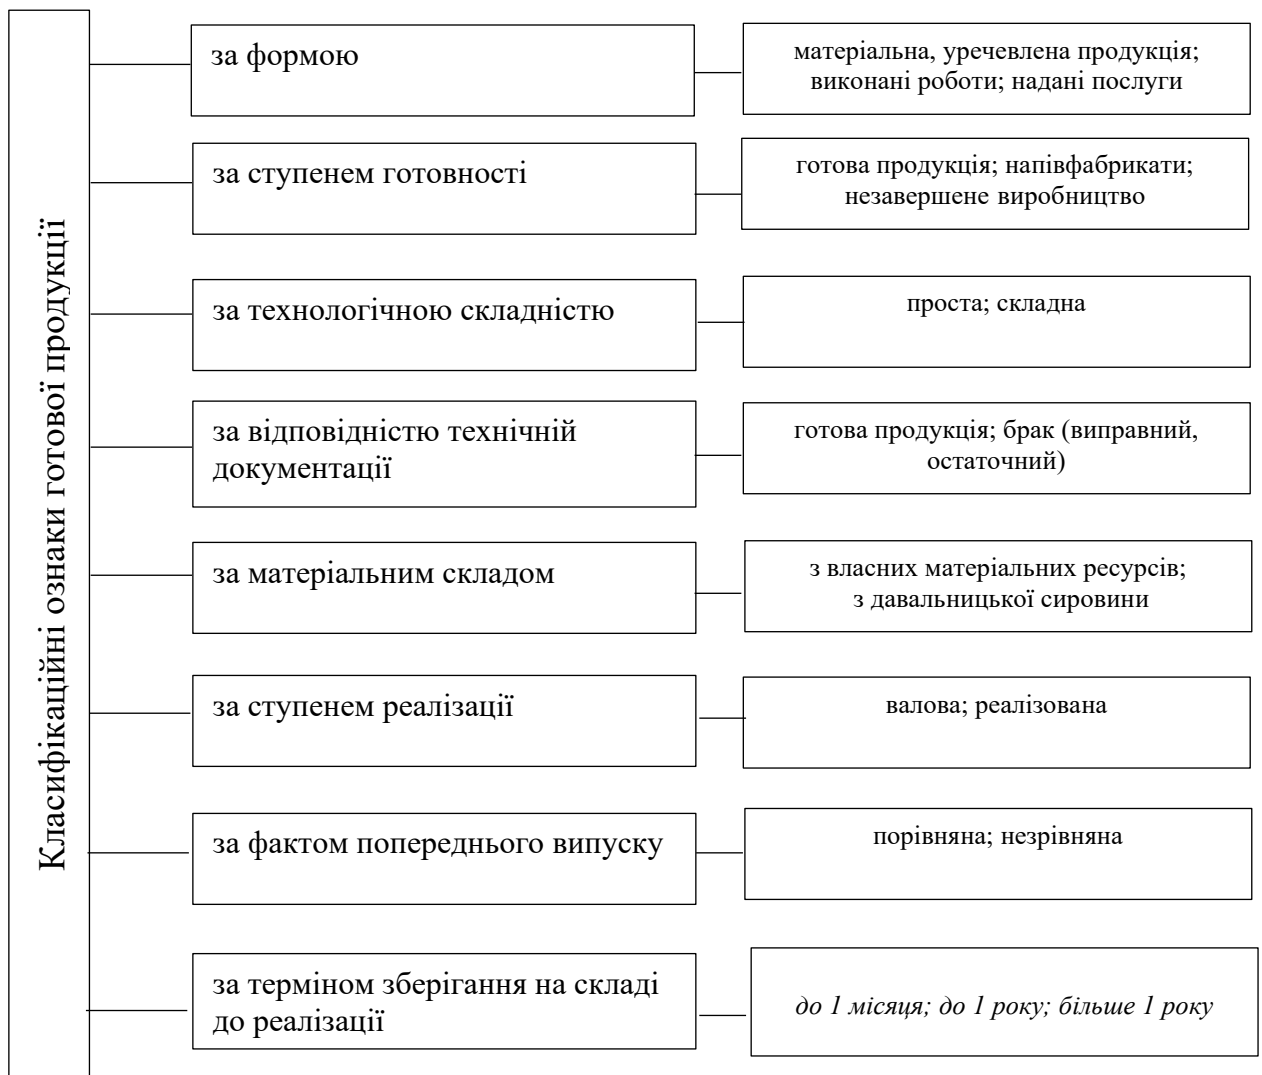 Класифікаційні ознаки готової продукції
за формою
матеріальна, уречевлена продукція;
виконані роботи; надані послуги
за ступенем готовності
готова продукція; напівфабрикати;
незавершене виробництво
за технологічною складністю
проста; складна
за відповідністю технічній
документації
готова продукція; брак (виправний,
остаточний)
за матеріальним складом
з власних матеріальних ресурсів;
з давальницької сировини
за ступенем реалізації
валова; реалізована
за фактом попереднього випуску
порівняна; незрівняна
за терміном зберігання на складі
до реалізації
до 1 місяця; до 1 року; більше 1 року